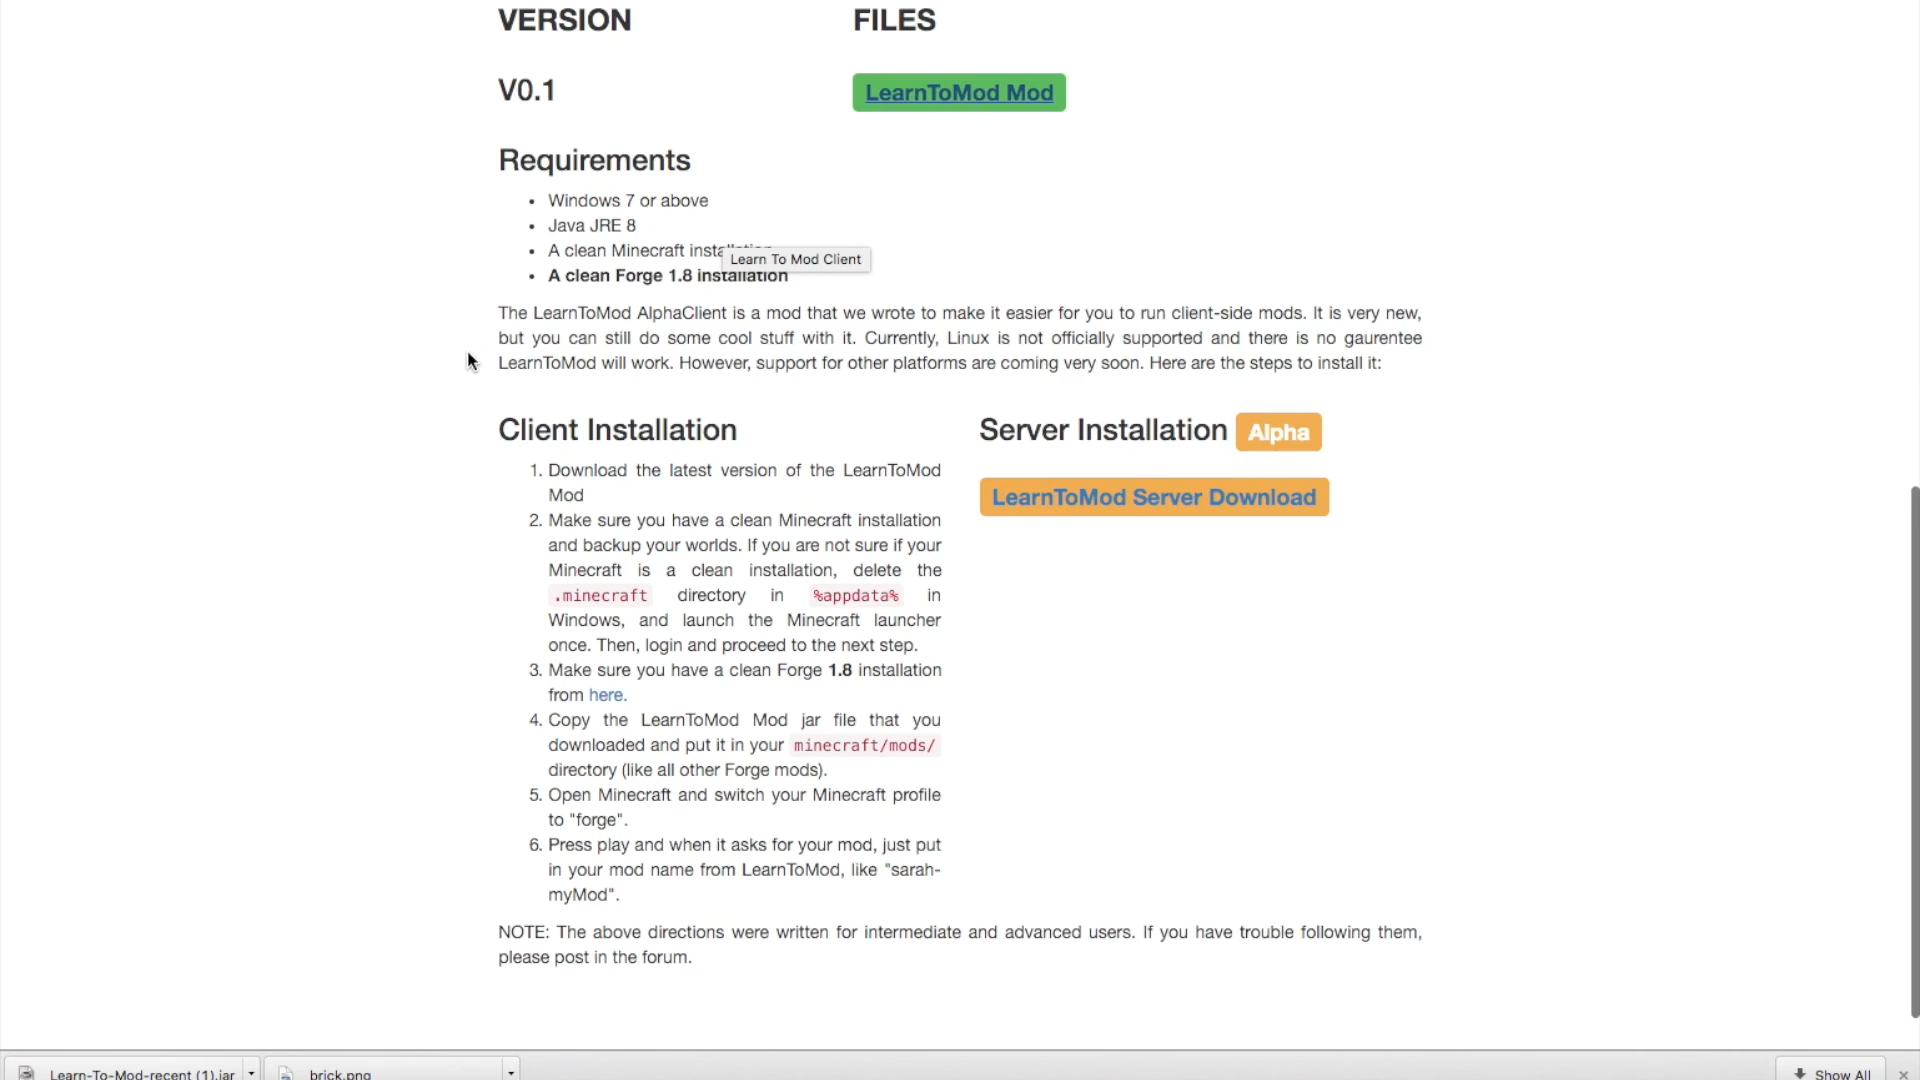 VERSION FILES
V0.1 LearnToMod Mod
Requirements
• Windows 7 or above
• Java JRE 8
• A clean Minecraft installation
Learn To Mod Client
• A clean Forge 1.8 installation
The LearnToMod AlphaClient is a mod that we wrote to make it easier for you to run client-side mods. It is very new,
but you can still do some cool stuff with it. Currently, Linux is not officially supported and there is no gaurentee
LearnToMod will work. However, support for other platforms are coming very soon. Here are the steps to install it:
Client Installation
1. Download the latest version of the LearnToMod
Mod
2. Make sure you have a clean Minecraft installation
and backup your worlds. If you are not sure if your
Minecraft is a clean installation, delete the
.minecraft directory in %appdata% in
Windows, and launch the Minecraft launcher
once. Then, login and proceed to the next step.
3. Make sure you have a clean Forge 1.8 installation
from here.
4. Copy the LearnToMod Mod jar file that you
downloaded and put it in your minecraft/mods/
directory (like all other Forge mods).
5. Open Minecraft and switch your Minecraft profile
to "forge".
6. Press play and when it asks for your mod, just put
in your mod name from LearnToMod, like "sarah-
myMod".
Server Installation Alpha
LearnToMod Server Download
NOTE: The above directions were written for intermediate and advanced users. If you have trouble following them,
please post in the forum.
Learn-To-Mod-recent (1).jar brick.png Show All